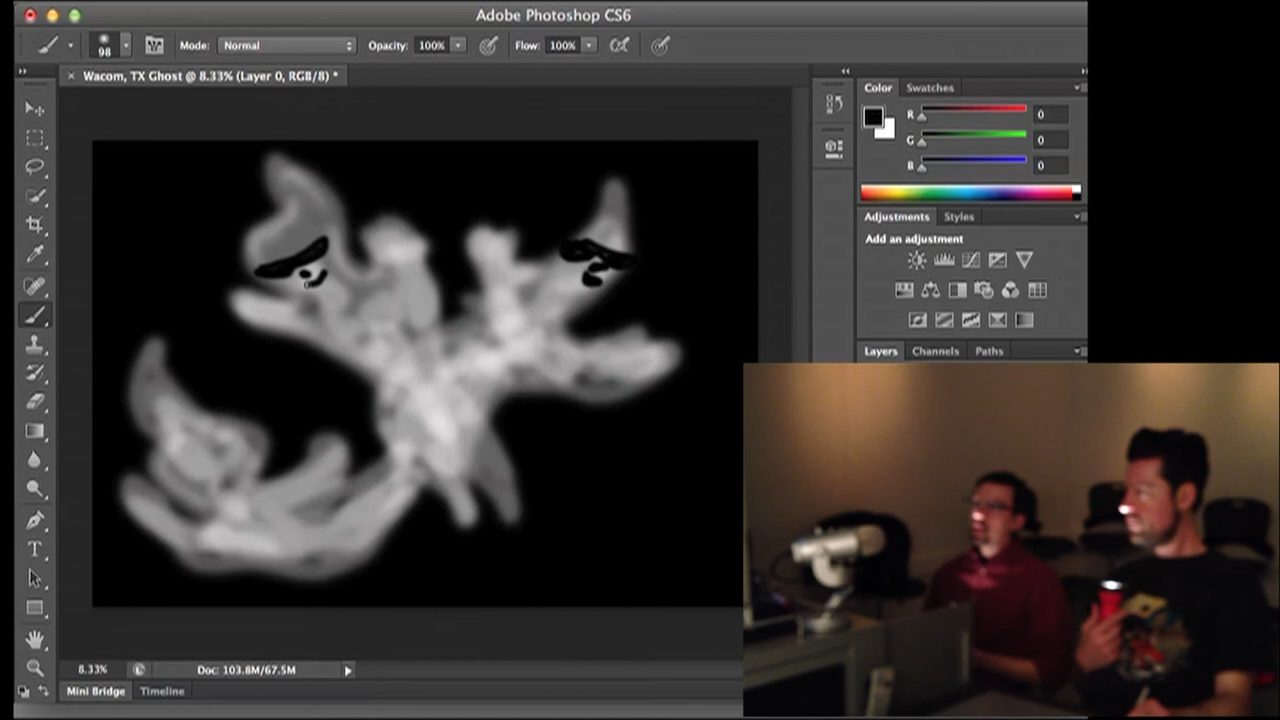 Adobe Photoshop CS6
98 Mode: Normal Opacity: 100% Flow: 100%
× Wacom, TX Ghost @ 8.33% (Layer 0, RGB/8) *
Color Swatches
R 0
G 0
B 0
Adjustments Styles
Add an adjustment
Layers Channels Paths
T
8.33% Doc: 103.8M/67.5M
Mini Bridge Timeline